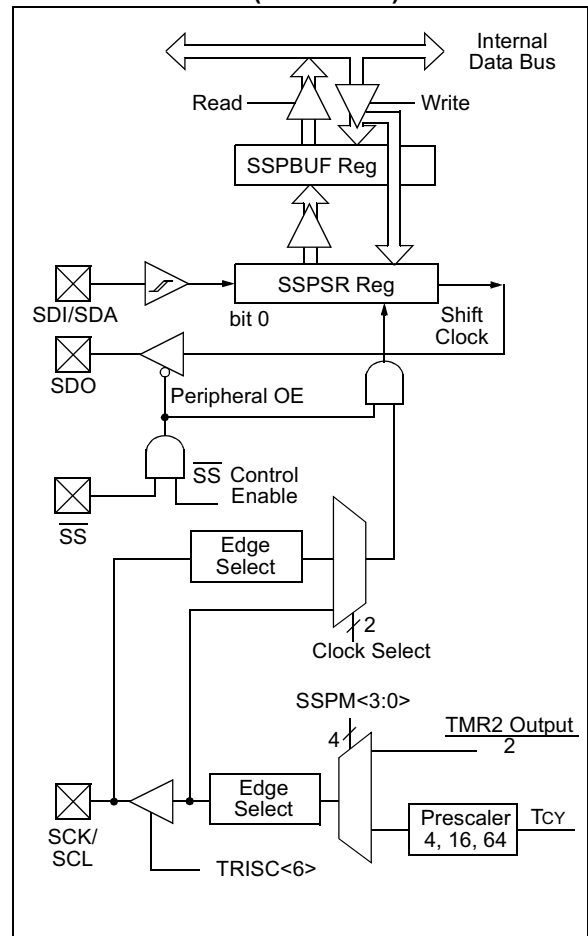 Internal
Data Bus
Read
Write
SSPBUF Reg
SSPSR Reg
SDI/SDA
bit 0
Shift
Clock
SDO
Peripheral OE
SS Control
Enable
SS
Edge
Select
2
Clock Select
SSPM<3:0>
4
TMR2 Output
2
Edge
Select
Prescaler
4, 16, 64
TCY
SCK/
SCL
TRISC<6>